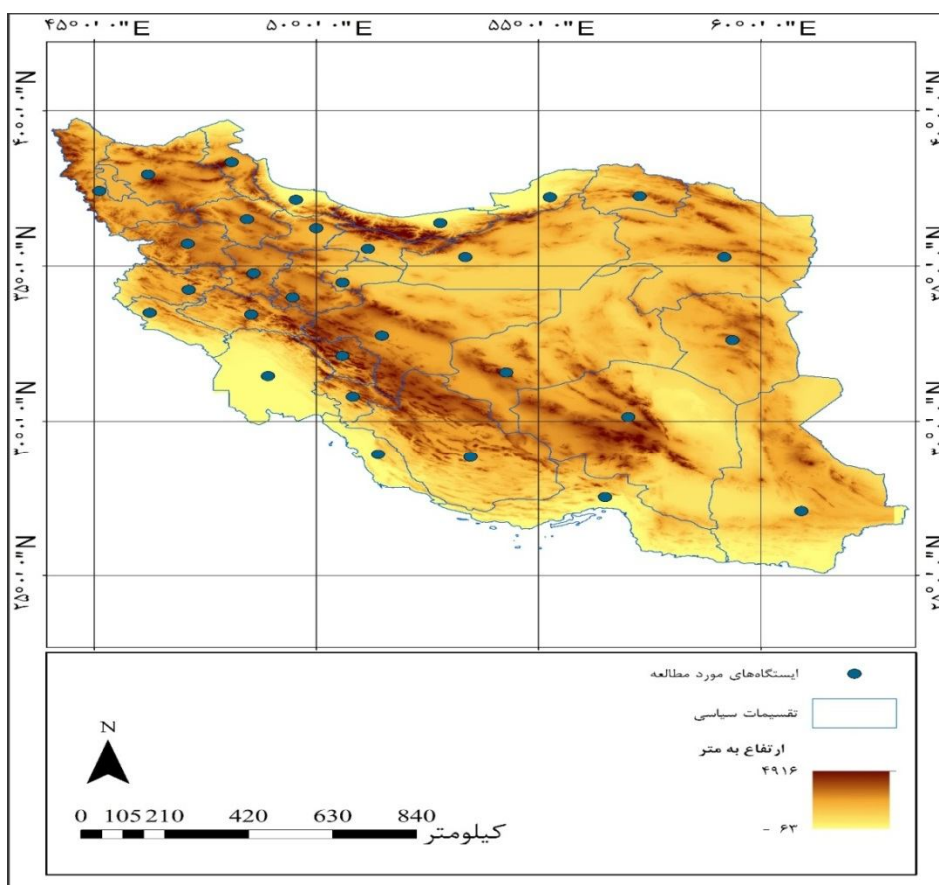 ۴۵°۰'۰"E ۵۰°۰'۰"E ۵۵°۰'۰"E ۶۰°۰'۰"E
۴۰°۰'۰"N
۳۵°۰'۰"N
۳۰°۰'۰"N
۲۵°۰'۰"N
ایستگاه‌های مورد مطالعه
تقسیمات سیاسی
ارتفاع به متر
۴۹۱۶
- ۶۳
N
0 105 210 420 630 840
کیلومتر